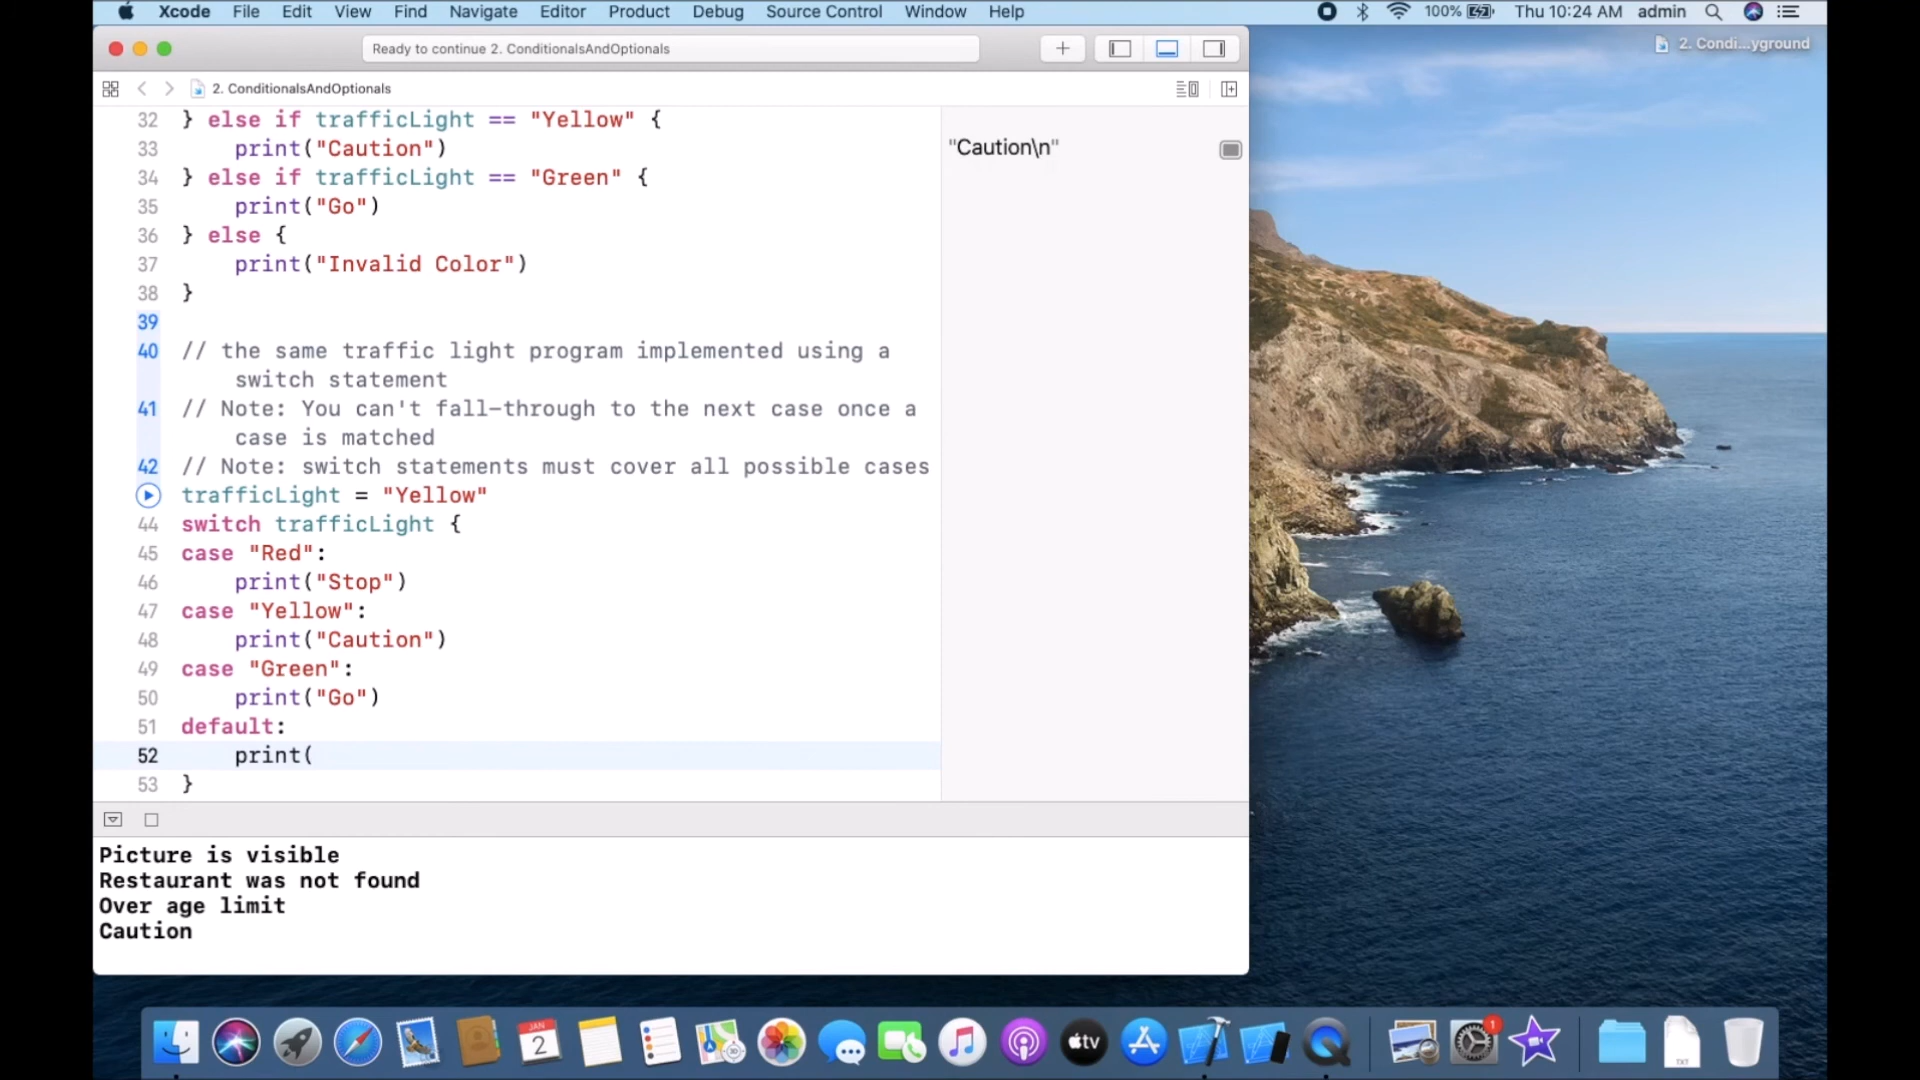 Xcode File Edit View Find Navigate Editor Product Debug Source Control Window Help 100% Thu 10:24 AM admin
Ready to continue 2. ConditionalsAndOptionals
2. Condi...yground
2. ConditionalsAndOptionals
32 } else if trafficLight == "Yellow" {
33 print("Caution")
"Caution\n"
34 } else if trafficLight == "Green" {
35 print("Go")
36 } else {
37 print("Invalid Color")
38 }
39
40 // the same traffic light program implemented using a
switch statement
41 // Note: You can't fall-through to the next case once a
case is matched
42 // Note: switch statements must cover all possible cases
trafficLight = "Yellow"
44 switch trafficLight {
45 case "Red":
46 print("Stop")
47 case "Yellow":
48 print("Caution")
49 case "Green":
50 print("Go")
51 default:
52 print(
53 }
Picture is visible
Restaurant was not found
Over age limit
Caution
JAN
2
tv
1
TXT